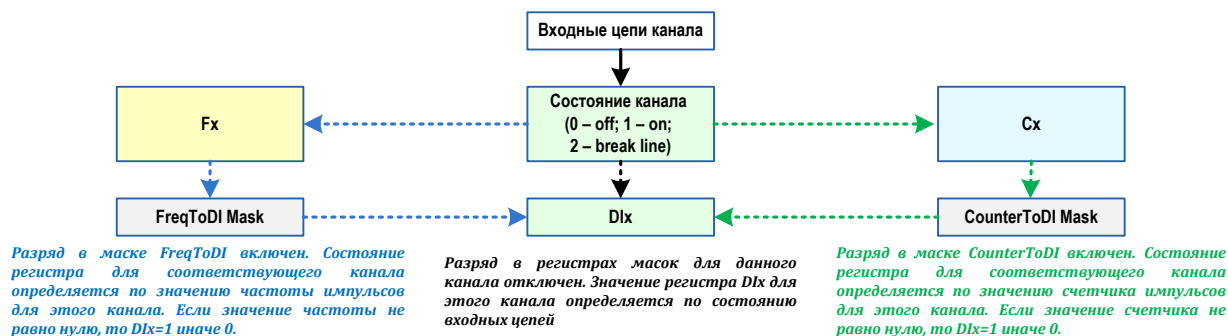 Входные цепи канала
Fx
Состояние канала
(0 – off; 1 – on;
2 – break line)
Cx
FreqToDI Mask
DIx
CounterToDI Mask
Разряд в маске FreqToDI включен. Состояние
регистра для соответствующего канала
определяется по значению частоты импульсов
для этого канала. Если значение частоты не
равно нулю, то DIx=1 иначе 0.
Разряд в регистрах масок для данного
канала отключен. Значение регистра DIx для
этого канала определяется по состоянию
входных цепей
Разряд в маске CounterToDI включен. Состояние
регистра для соответствующего канала
определяется по значению счетчика импульсов
для этого канала. Если значение счетчика не
равно нулю, то DIx=1 иначе 0.